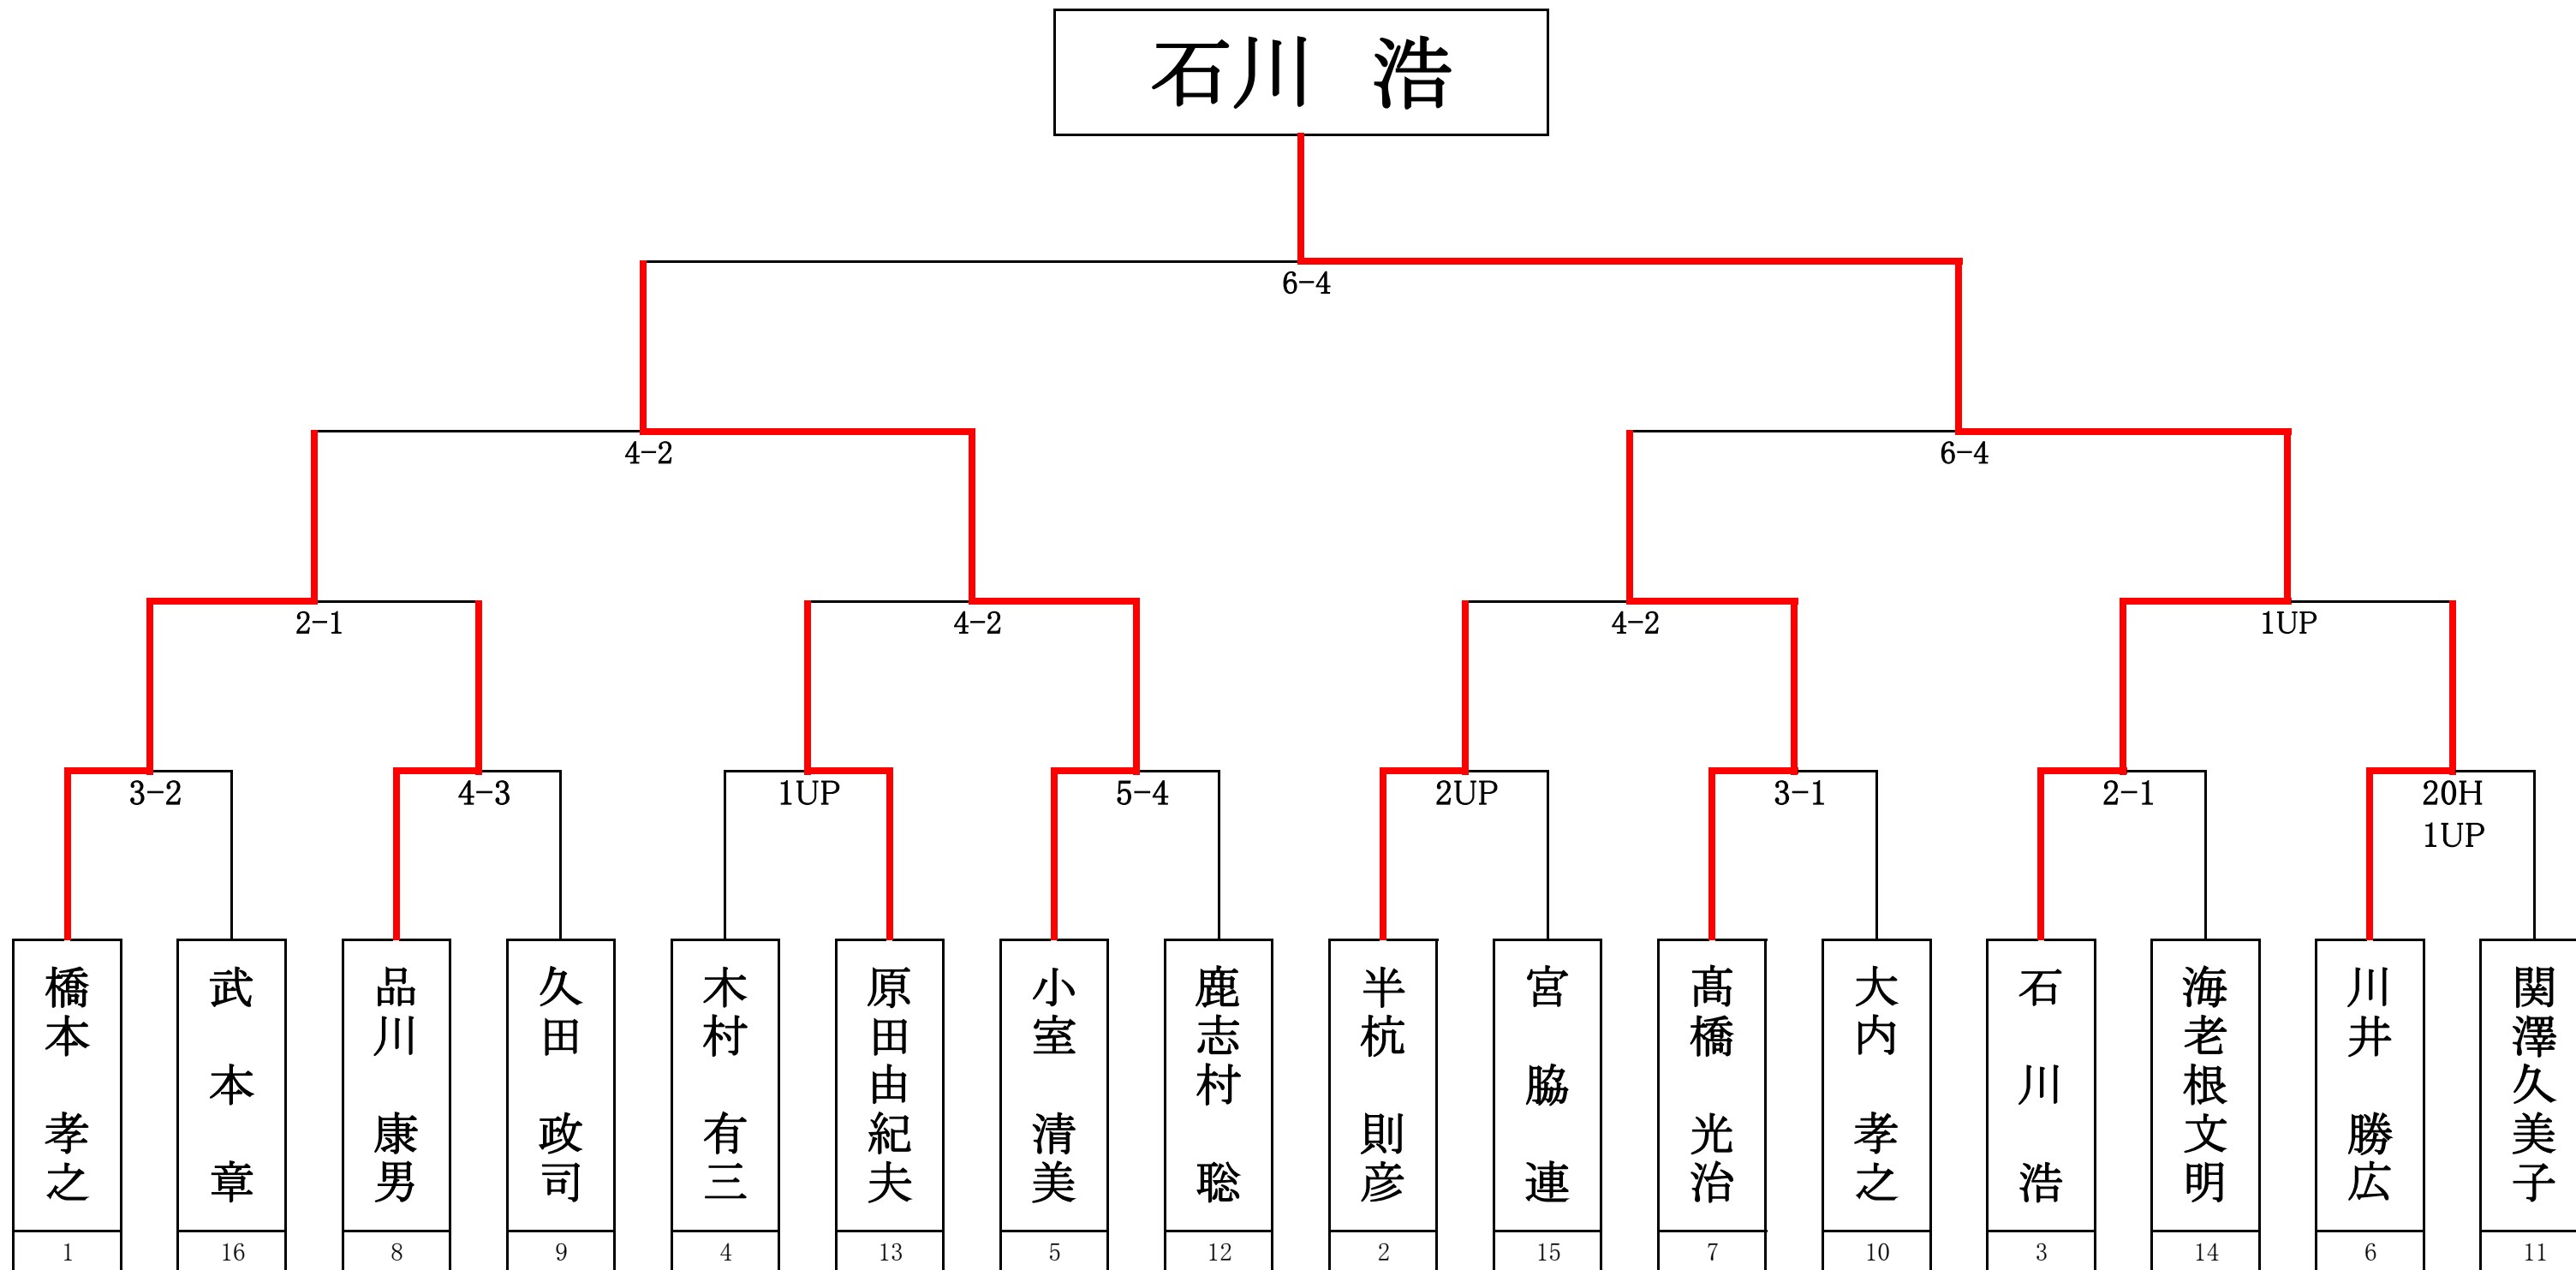 石川 浩
6-4
4-2
6-4
2-1
4-2
4-2
1UP
3-2
4-3
1UP
5-4
2UP
3-1
2-1
20H
1UP
橋本 孝之
武本 章
品川 康男
久田 政司
木村 有三
原田由紀夫
小室 清美
鹿志村 聡
半杭 則彦
宮脇 連
髙橋 光治
大内 孝之
石川 浩
海老根文明
川井 勝広
関澤久美子
1
16
8
9
4
13
5
12
2
15
7
10
3
14
6
11